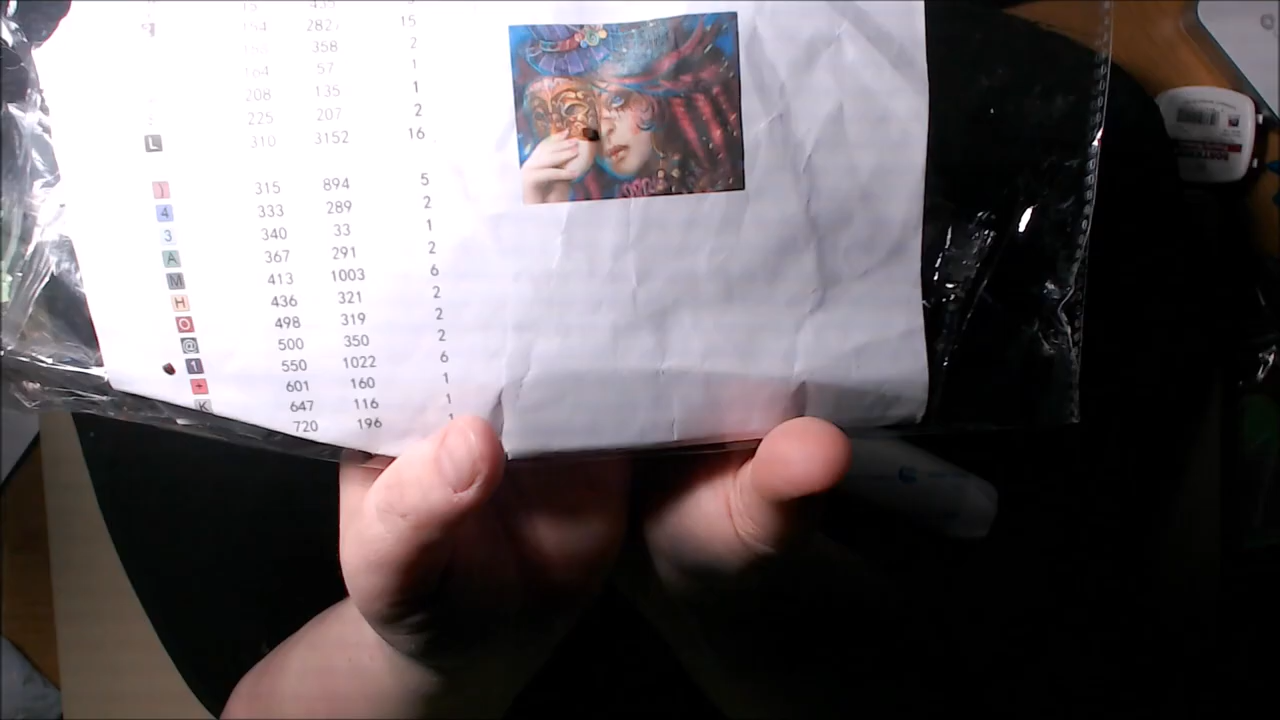 154 2827 15
358 2
164 57 1
208 135 1
225 207 2
L 310 3152 16
) 315 894 5
4 333 289 2
3 340 33 1
A 367 291 2
M 413 1003 6
H 436 321 2
O 498 319 2
@ 500 350 2
1 550 1022 6
+ 601 160 1
K 647 116 1
720 196 1